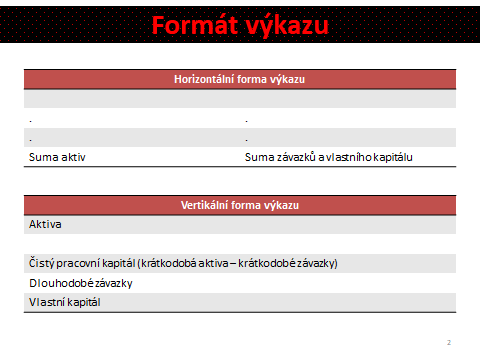 Formát výkazu
Horizontální forma výkazu
. .
. .
Suma aktiv Suma závazků a vlastního kapitálu
Vertikální forma výkazu
Aktiva
Čistý pracovní kapitál (krátkodobá aktiva – krátkodobé závazky)
Dlouhodobé závazky
Vlastní kapitál
2